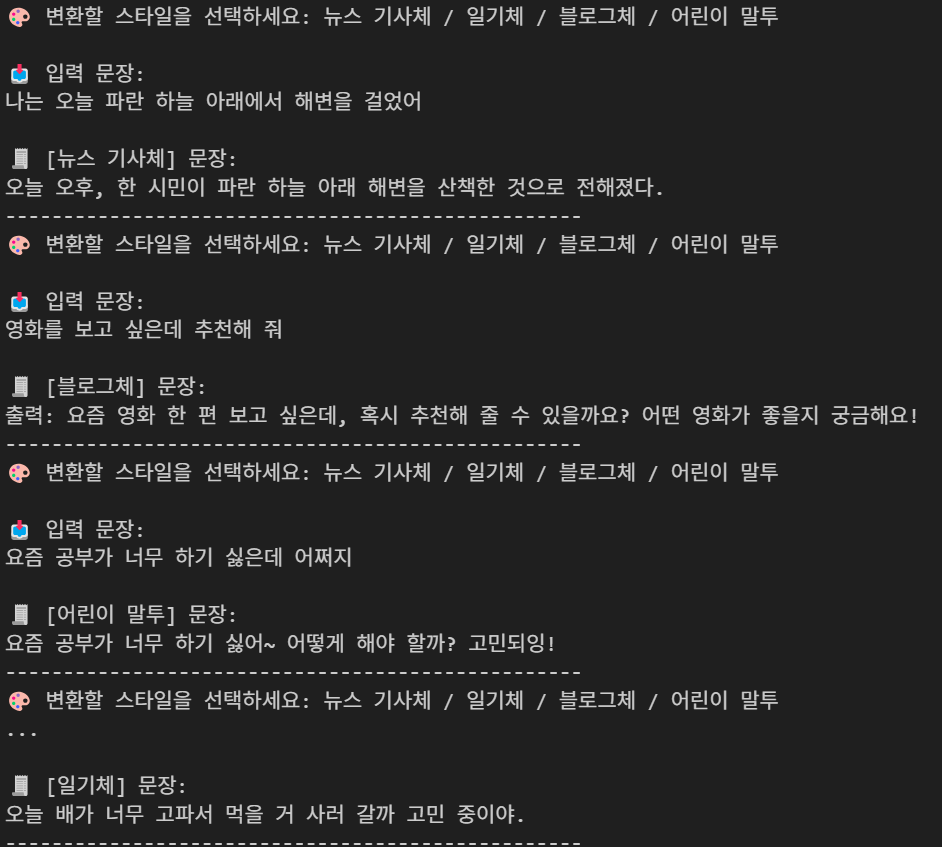 🎨 변환할 스타일을 선택하세요: 뉴스 기사체 / 일기체 / 블로그체 / 어린이 말투
📥 입력 문장:
나는 오늘 파란 하늘 아래에서 해변을 걸었어
🧾 [뉴스 기사체] 문장:
오늘 오후, 한 시민이 파란 하늘 아래 해변을 산책한 것으로 전해졌다.
--------------------------------------------------
🎨 변환할 스타일을 선택하세요: 뉴스 기사체 / 일기체 / 블로그체 / 어린이 말투
📥 입력 문장:
영화를 보고 싶은데 추천해 줘
🧾 [블로그체] 문장:
출력: 요즘 영화 한 편 보고 싶은데, 혹시 추천해 줄 수 있을까요? 어떤 영화가 좋을지 궁금해요!
--------------------------------------------------
🎨 변환할 스타일을 선택하세요: 뉴스 기사체 / 일기체 / 블로그체 / 어린이 말투
📥 입력 문장:
요즘 공부가 너무 하기 싫은데 어쩌지
🧾 [어린이 말투] 문장:
요즘 공부가 너무 하기 싫어~ 어떻게 해야 할까? 고민되잉!
--------------------------------------------------
🎨 변환할 스타일을 선택하세요: 뉴스 기사체 / 일기체 / 블로그체 / 어린이 말투
...
🧾 [일기체] 문장:
오늘 배가 너무 고파서 먹을 거 사러 갈까 고민 중이야.
--------------------------------------------------